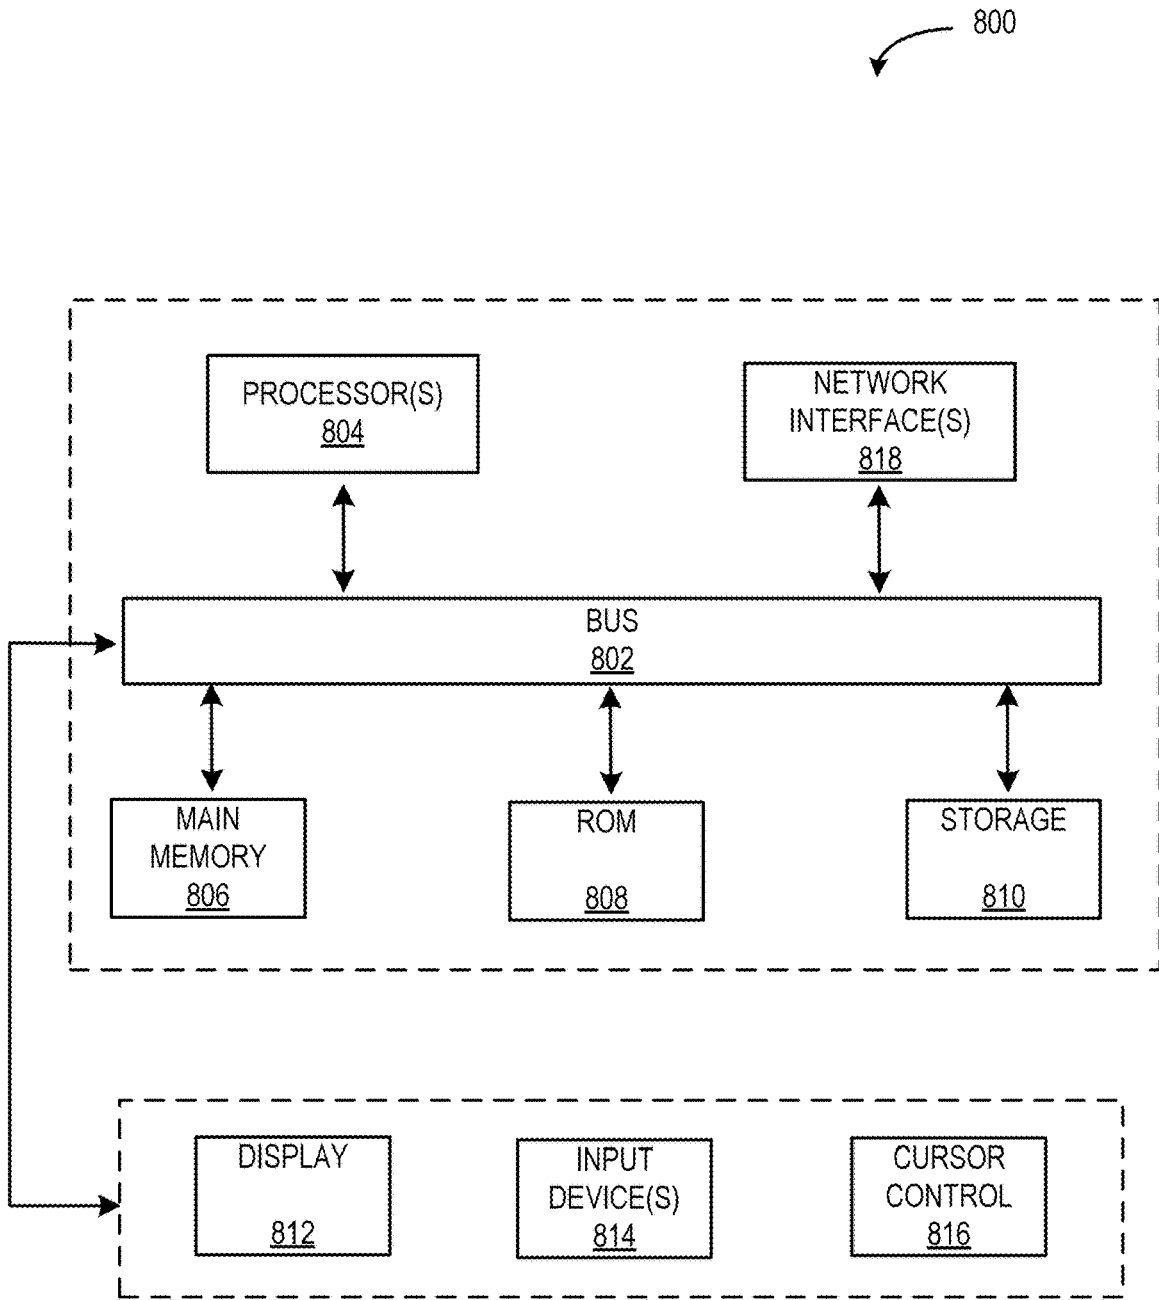 800
PROCESSOR(S)
804
NETWORK
INTERFACE(S)
818
BUS
802
MAIN
MEMORY
806
ROM
808
STORAGE
810
DISPLAY
812
INPUT
DEVICE(S)
814
CURSOR
CONTROL
816